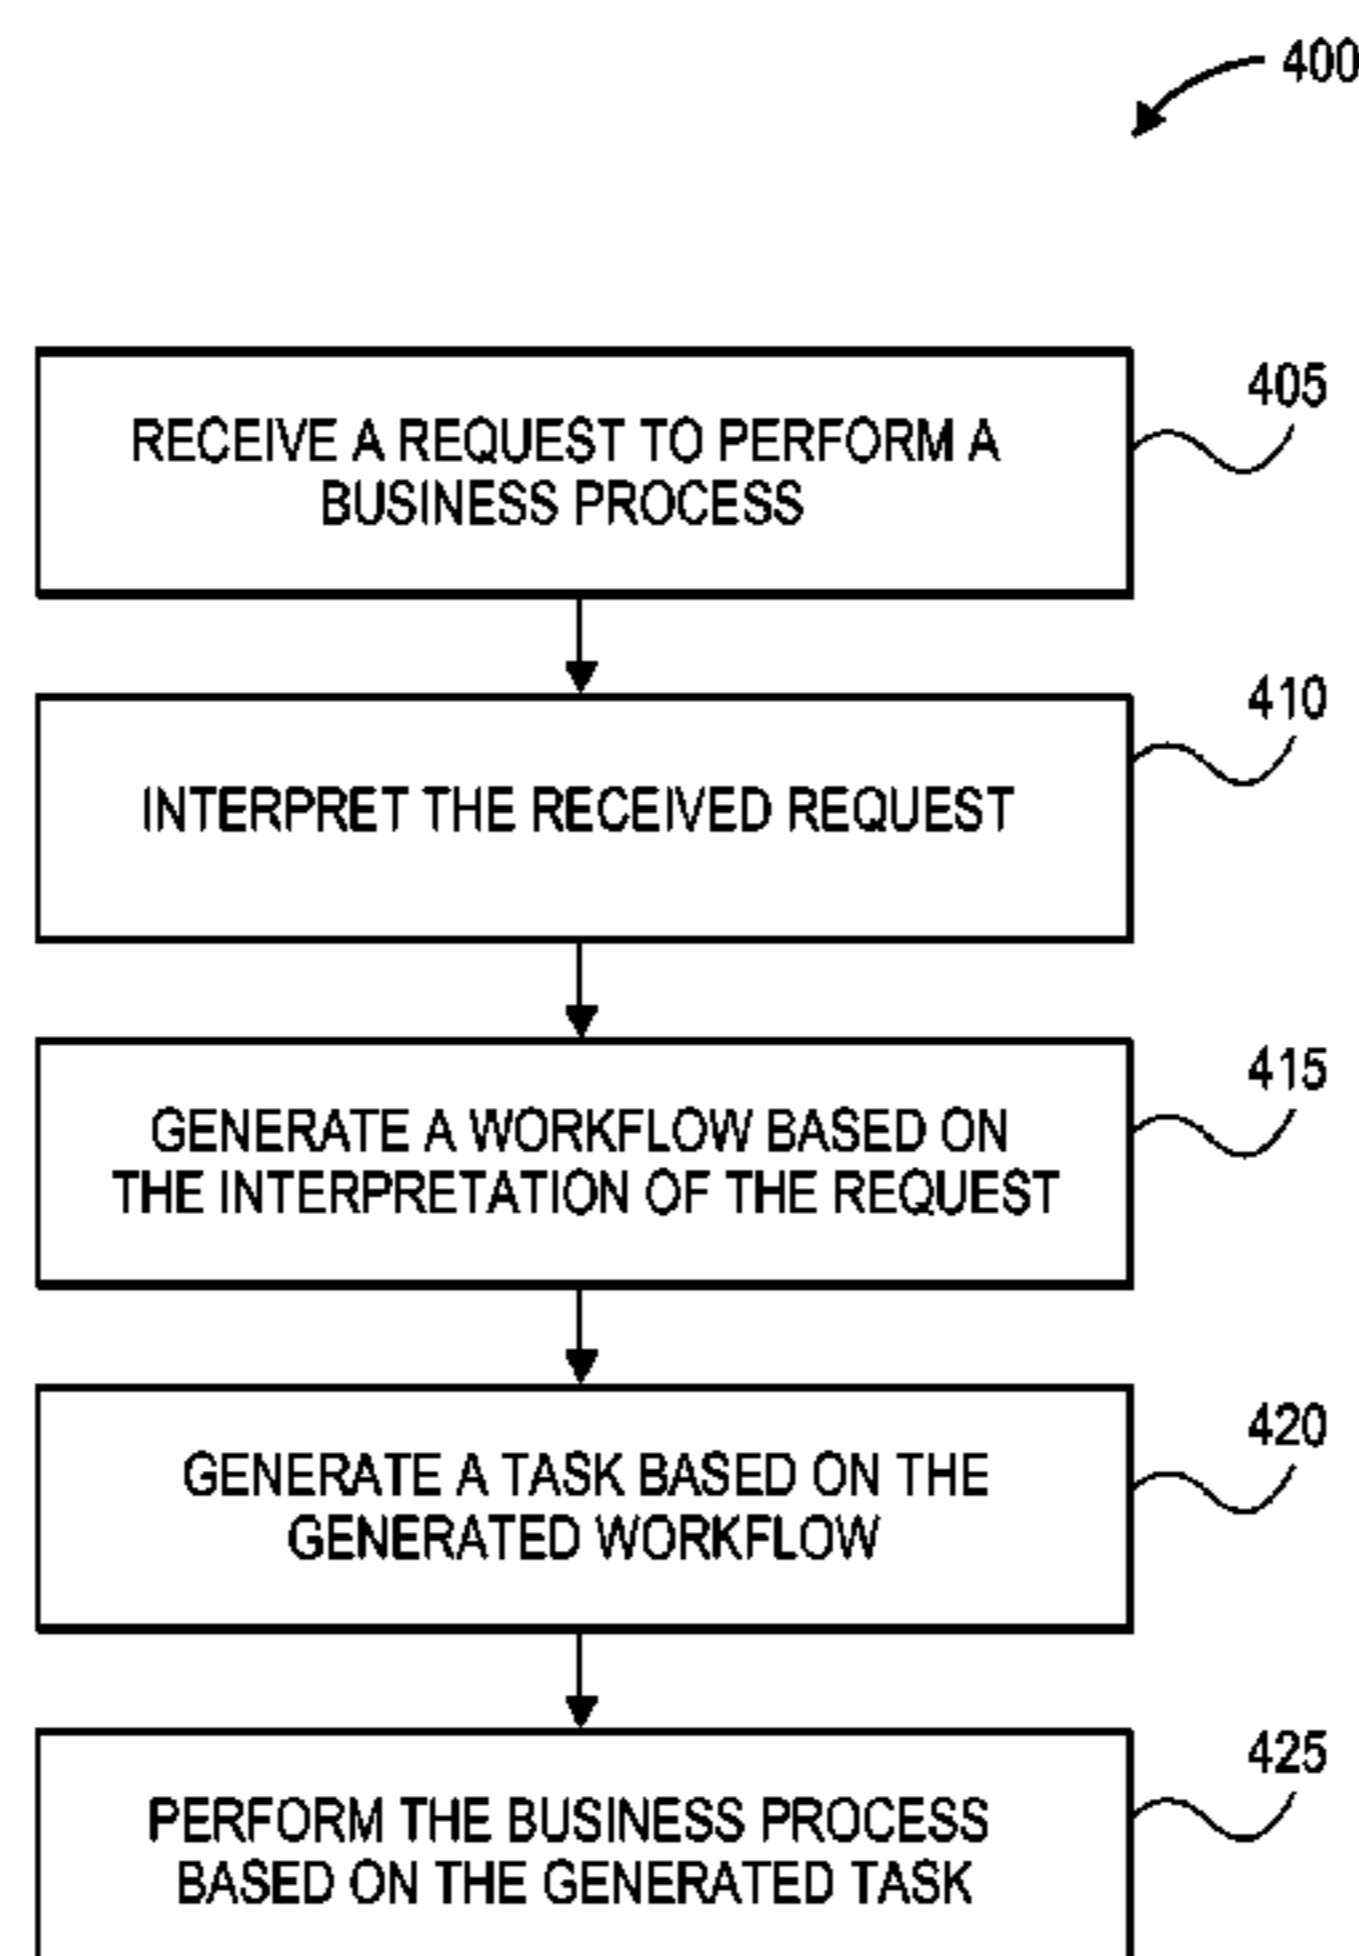 400
405
RECEIVE A REQUEST TO PERFORM A
BUSINESS PROCESS
410
INTERPRET THE RECEIVED REQUEST
415
GENERATE A WORKFLOW BASED ON
THE INTERPRETATION OF THE REQUEST
420
GENERATE A TASK BASED ON THE
GENERATED WORKFLOW
425
PERFORM THE BUSINESS PROCESS
BASED ON THE GENERATED TASK